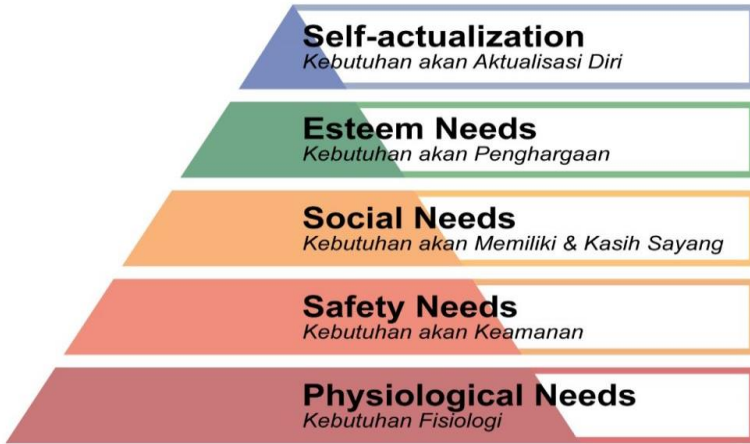 Self-actualization
Kebutuhan akan Aktualisasi Diri
Esteem Needs
Kebutuhan akan Penghargaan
Social Needs
Kebutuhan akan Memiliki & Kasih Sayang
Safety Needs
Kebutuhan akan Keamanan
Physiological Needs
Kebutuhan Fisiologi